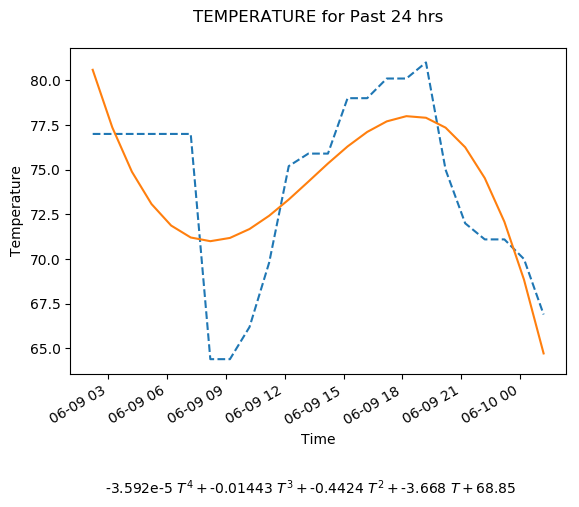 TEMPERATURE for Past 24 hrs
80.0
77.5
75.0
72.5
70.0
67.5
65.0
Temperature
06-09 03 06-09 06 06-09 09 06-09 12 06-09 15 06-09 18 06-09 21 06-10 00
Time
-3.592e-5 T⁴ + -0.01443 T³ + -0.4424 T² + -3.668 T + 68.85